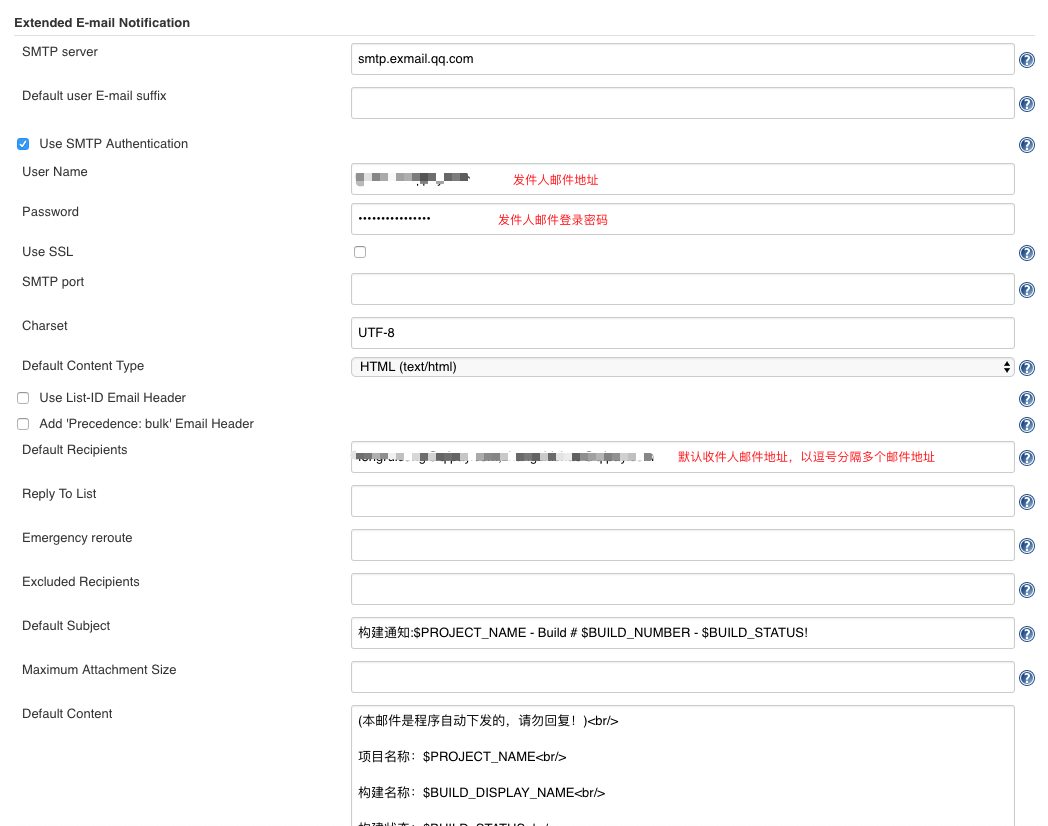 Extended E-mail Notification
SMTP server
smtp.exmail.qq.com
Default user E-mail suffix
Use SMTP Authentication
User Name
发件人邮件地址
Password
••••••••••••••••
发件人邮件登录密码
Use SSL
SMTP port
Charset
UTF-8
Default Content Type
HTML (text/html)
Use List-ID Email Header
Add 'Precedence: bulk' Email Header
Default Recipients
默认收件人邮件地址，以逗号分隔多个邮件地址
Reply To List
Emergency reroute
Excluded Recipients
Default Subject
构建通知:$PROJECT_NAME - Build # $BUILD_NUMBER - $BUILD_STATUS!
Maximum Attachment Size
Default Content
(本邮件是程序自动下发的，请勿回复！)<br/>
项目名称：$PROJECT_NAME<br/>
构建名称：$BUILD_DISPLAY_NAME<br/>